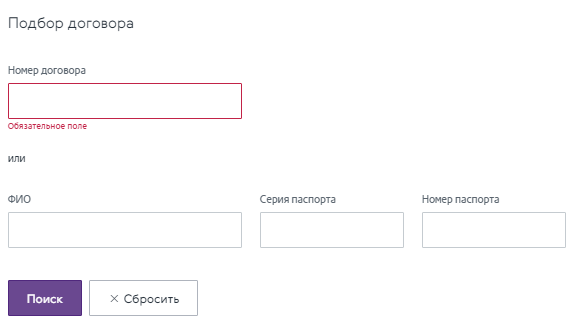 Подбор договора
Номер договора
Обязательное поле
или
ФИО Серия паспорта Номер паспорта
Поиск Сбросить